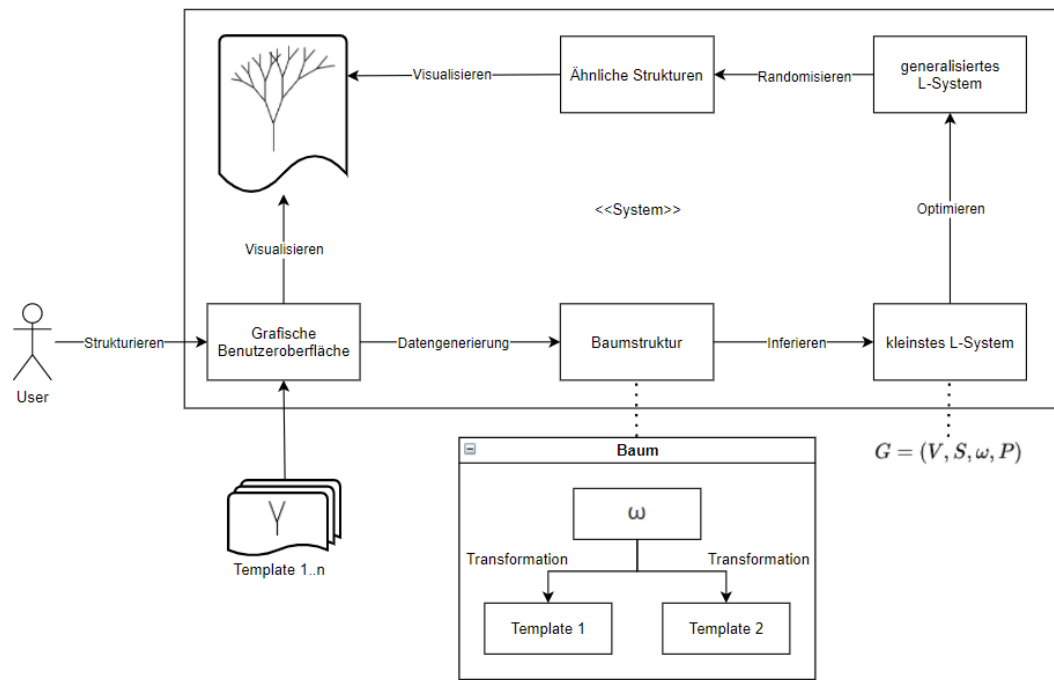 Visualisieren
Ähnliche Strukturen
Randomisieren
generalisiertes
L-System
<<System>>
Optimieren
Visualisieren
User
Strukturieren
Grafische
Benutzeroberfläche
Datengenerierung
Baumstruktur
Inferieren
kleinstes L-System
Template 1..n
Baum
ω
Transformation
Transformation
Template 1
Template 2
G = (V, S, ω, P)